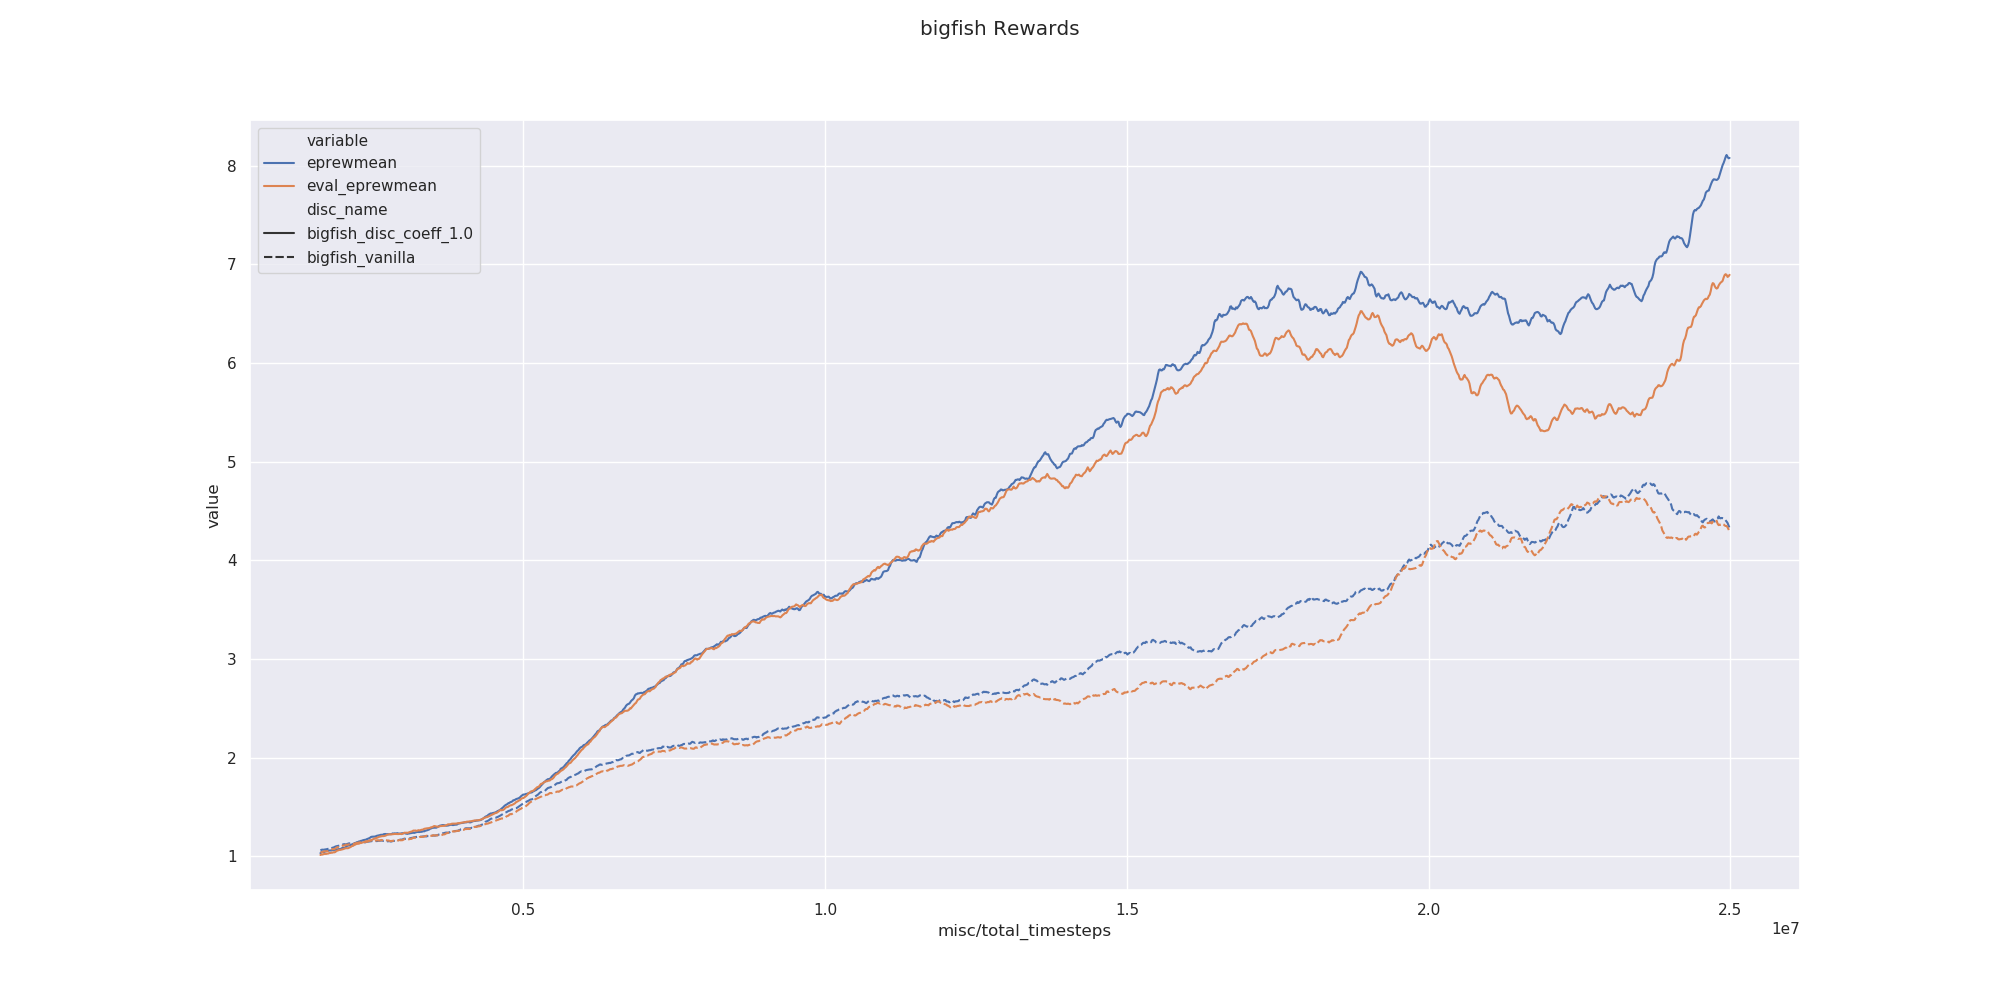 bigfish Rewards
variable
eprewmean
eval_eprewmean
disc_name
bigfish_disc_coeff_1.0
bigfish_vanilla
8
7
6
5
4
3
2
1
value
0.5 1.0 1.5 2.0 2.5
1e7
misc/total_timesteps